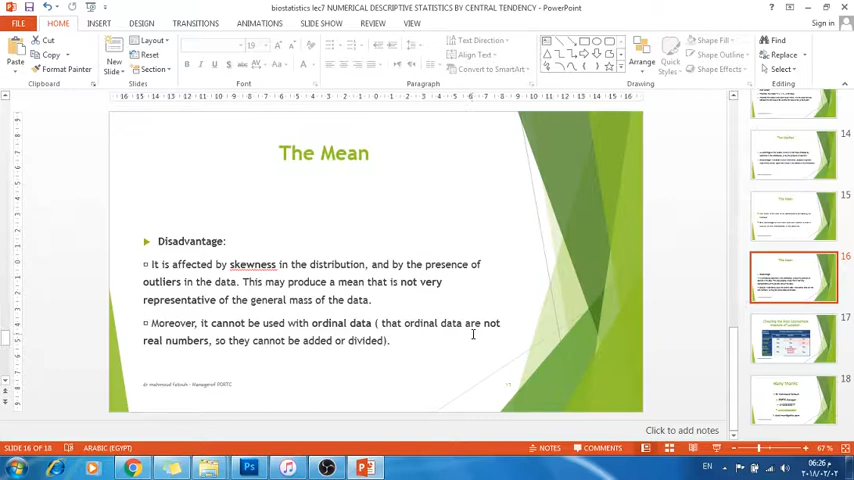 biostatistics lec7 NUMERICAL DESCRIPTIVE STATISTICS BY CENTRAL TENDENCY - PowerPoint
FILE HOME INSERT DESIGN TRANSITIONS ANIMATIONS SLIDE SHOW REVIEW VIEW
Sign in
Cut
Copy
Format Painter
Paste
Clipboard
New
Slide
Layout
Reset
Section
Slides
19
Font
Paragraph
Text Direction
Align Text
Convert to SmartArt
Drawing
Arrange
Quick
Styles
Shape Fill
Shape Outline
Shape Effects
Find
Replace
Select
Editing
The Mean
Disadvantage:
It is affected by skewness in the distribution, and by the presence of
outliers in the data. This may produce a mean that is not very
representative of the general mass of the data.
Moreover, it cannot be used with ordinal data ( that ordinal data are not
real numbers, so they cannot be added or divided).
14
15
16
17
18
Click to add notes
SLIDE 16 OF 18
ARABIC (EGYPT)
NOTES
COMMENTS
67 %
EN
06:26 م